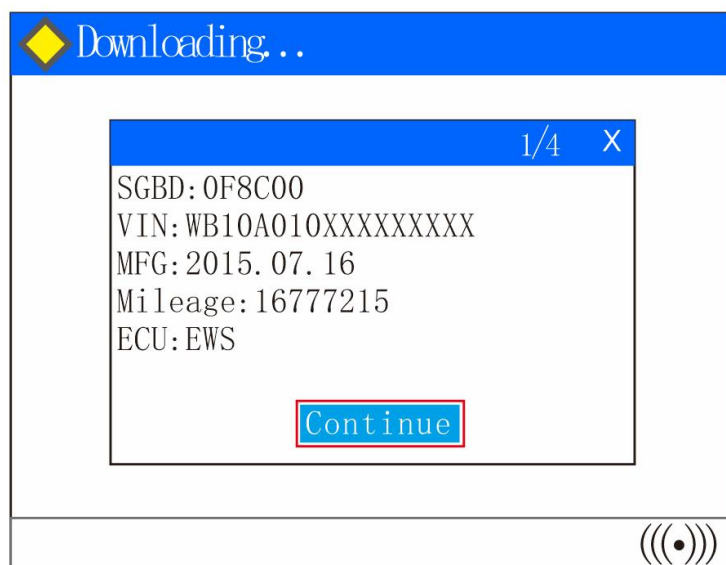 Downloading...
1/4 X
SGBD:0F8C00
VIN:WB10A010XXXXXXXXX
MFG:2015.07.16
Mileage:16777215
ECU:EWS
Continue